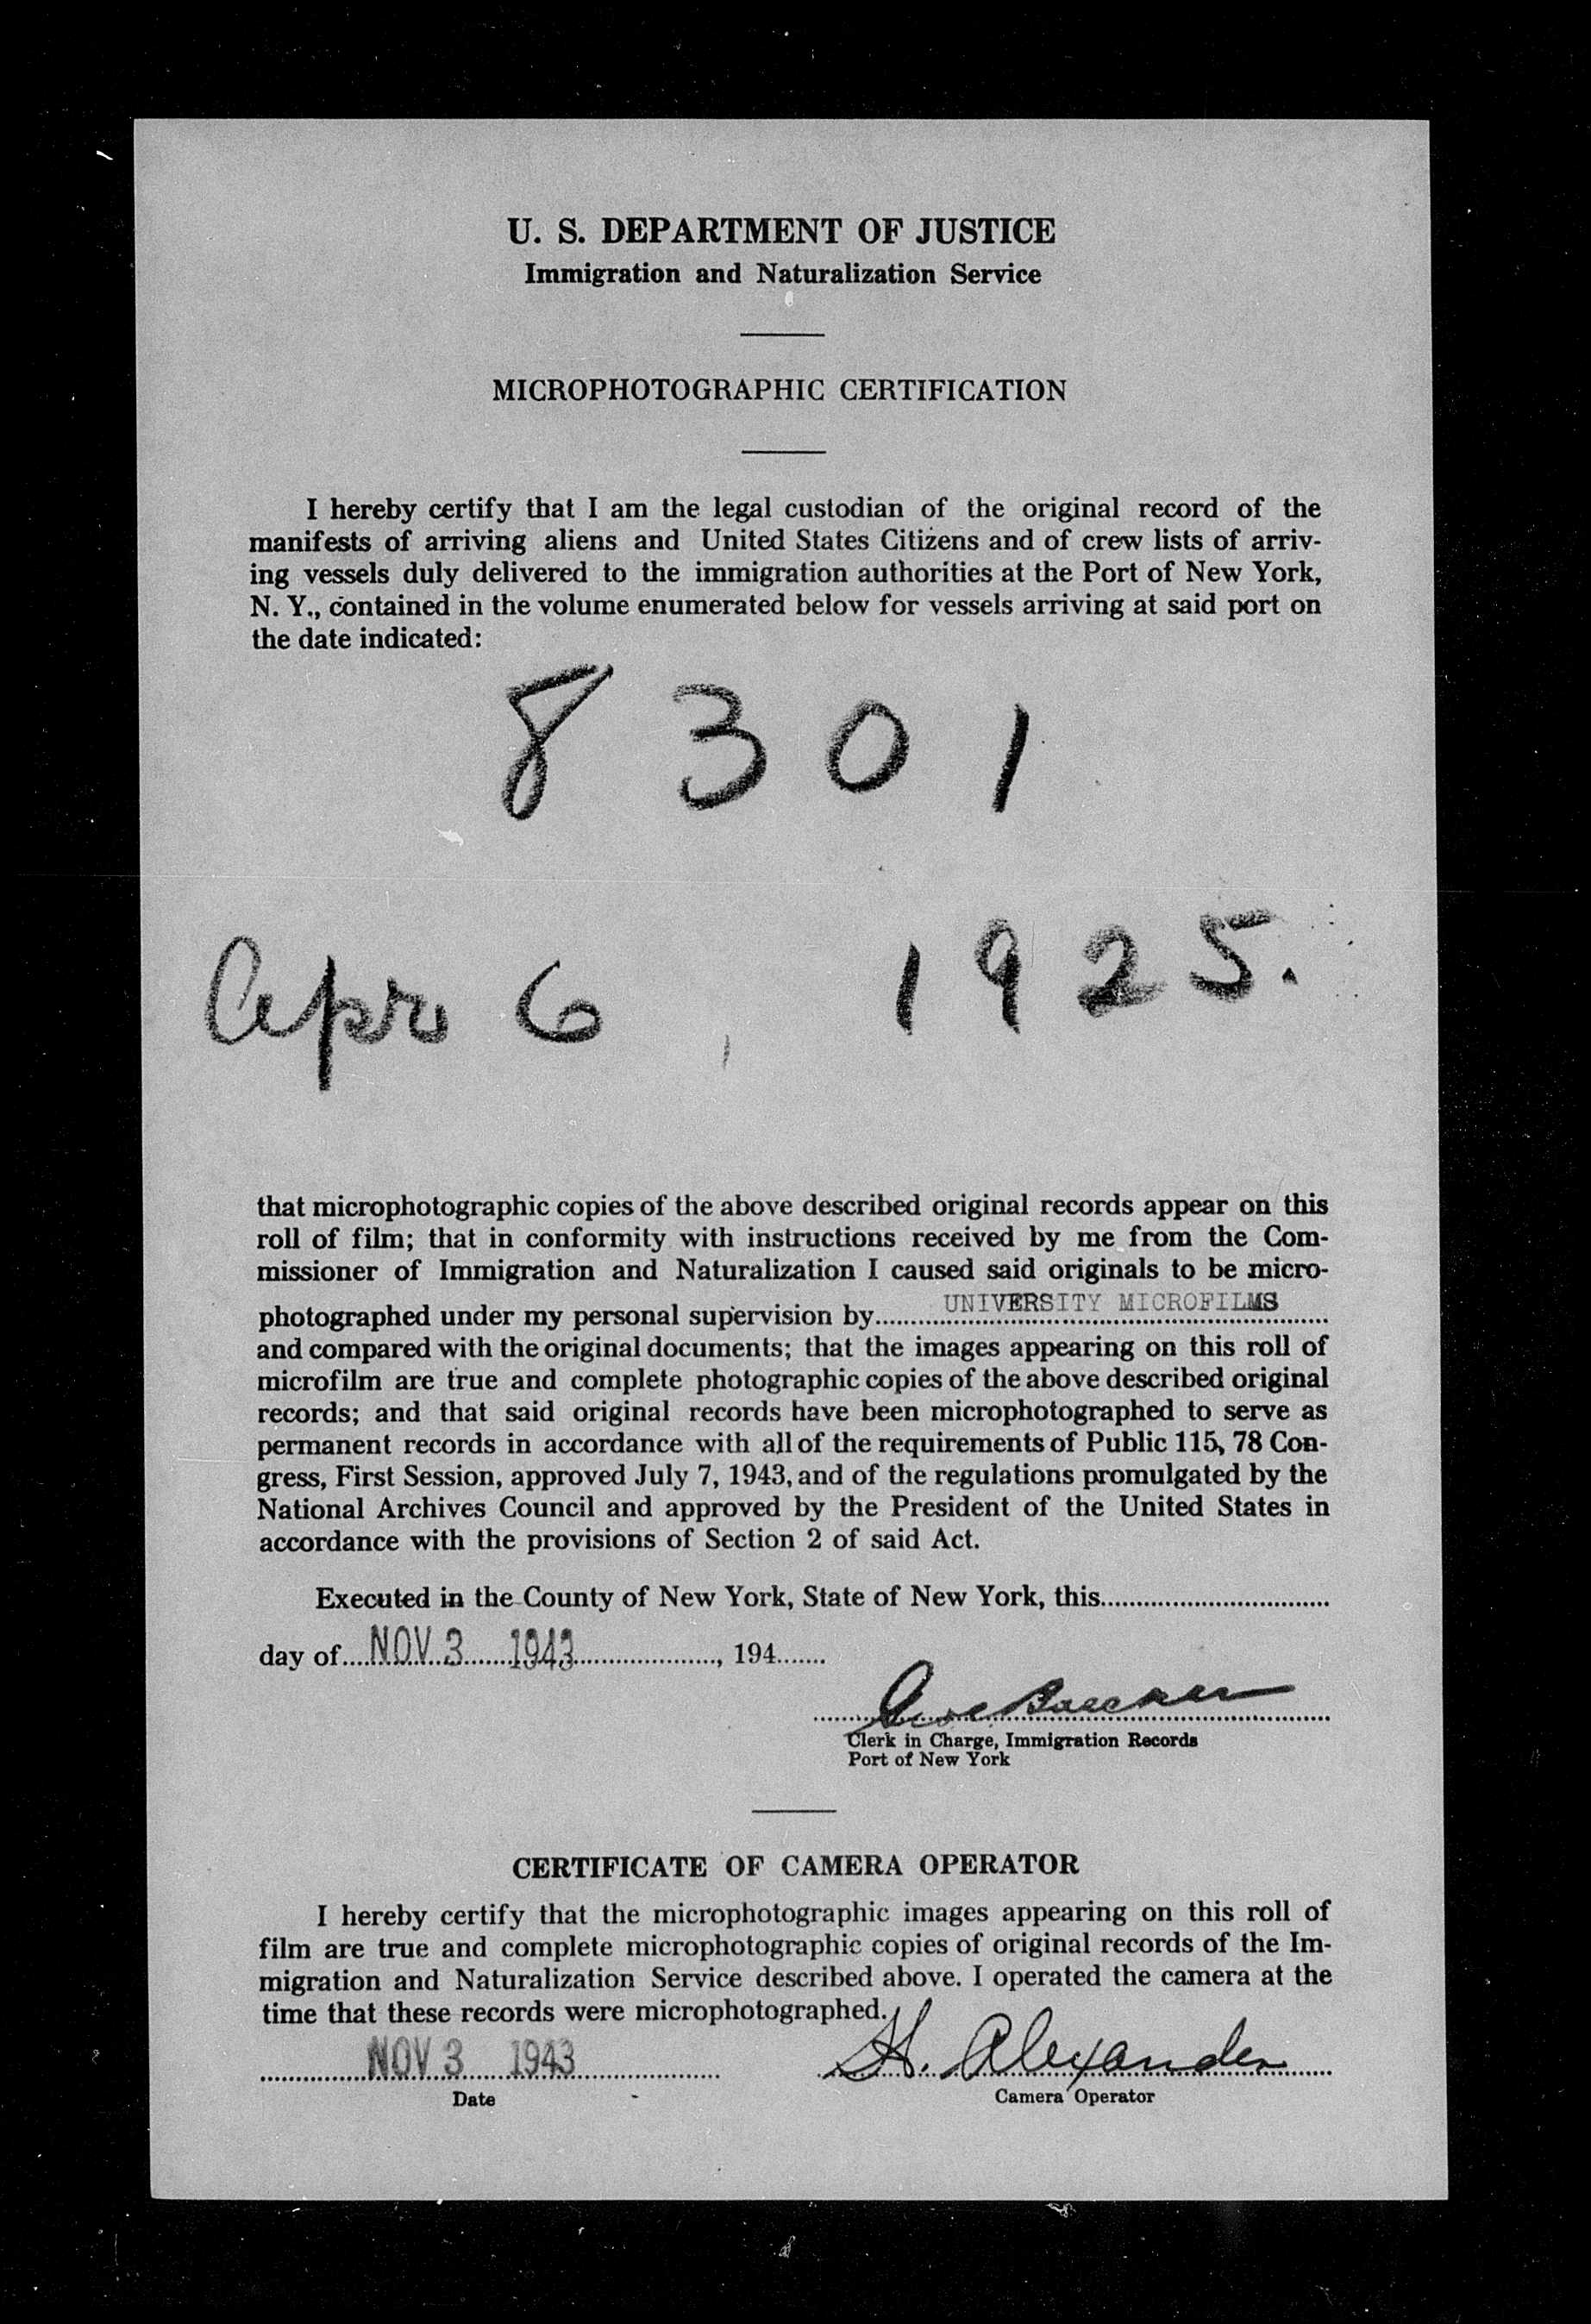 U. S. DEPARTMENT OF JUSTICE
Immigration and Naturalization Service
MICROPHOTOGRAPHIC CERTIFICATION
I hereby certify that I am the legal custodian of the original record of the
manifests of arriving aliens and United States Citizens and of crew lists of arriv-
ing vessels duly delivered to the immigration authorities at the Port of New York,
N. Y., contained in the volume enumerated below for vessels arriving at said port on
the date indicated:
8 3 0 1
Apr 6, 1925.
that microphotographic copies of the above described original records appear on this
roll of film; that in conformity with instructions received by me from the Com-
missioner of Immigration and Naturalization I caused said originals to be micro-
photographed under my personal supervision by UNIVERSITY MICROFILMS
and compared with the original documents; that the images appearing on this roll of
microfilm are true and complete photographic copies of the above described original
records; and that said original records have been microphotographed to serve as
permanent records in accordance with all of the requirements of Public 115, 78 Con-
gress, First Session, approved July 7, 1943, and of the regulations promulgated by the
National Archives Council and approved by the President of the United States in
accordance with the provisions of Section 2 of said Act.
Executed in the County of New York, State of New York, this
day of NOV 3 1943, 194
Clerk in Charge, Immigration Records
Port of New York
CERTIFICATE OF CAMERA OPERATOR
I hereby certify that the microphotographic images appearing on this roll of
film are true and complete microphotographic copies of original records of the Im-
migration and Naturalization Service described above. I operated the camera at the
time that these records were microphotographed.
NOV 3 1943 H. Alexander
Date Camera Operator